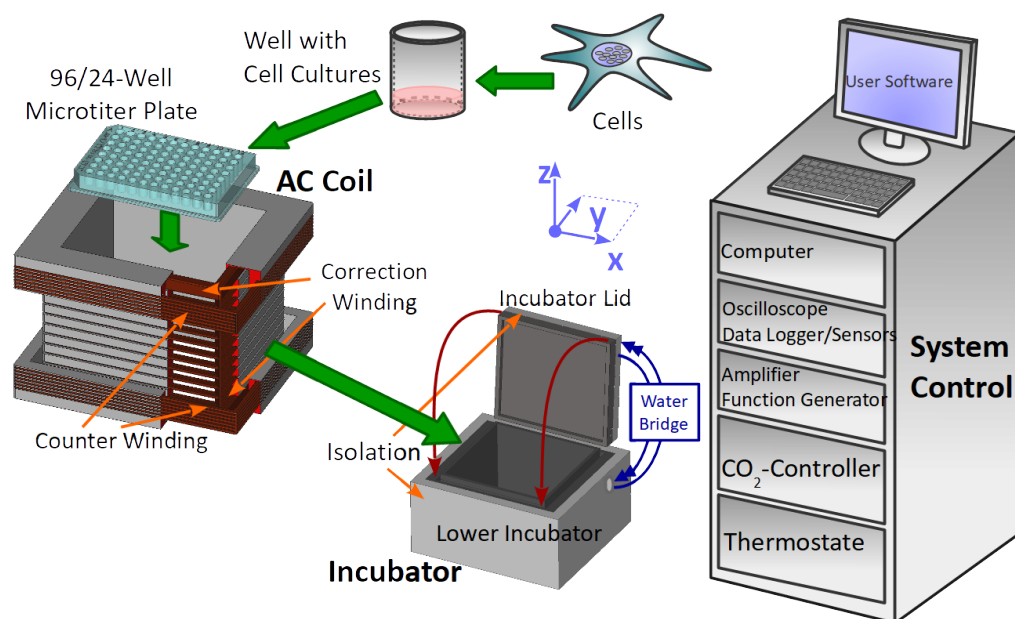 Well with
Cell Cultures
96/24-Well
Microtiter Plate
Cells
User Software
AC Coil
z
y
x
Correction
Winding
Incubator Lid
Computer
Oscilloscope
Data Logger/Sensors
System
Control
Amplifier
Function Generator
Water
Bridge
Counter Winding
Isolation
CO₂-Controller
Lower Incubator
Thermostate
Incubator